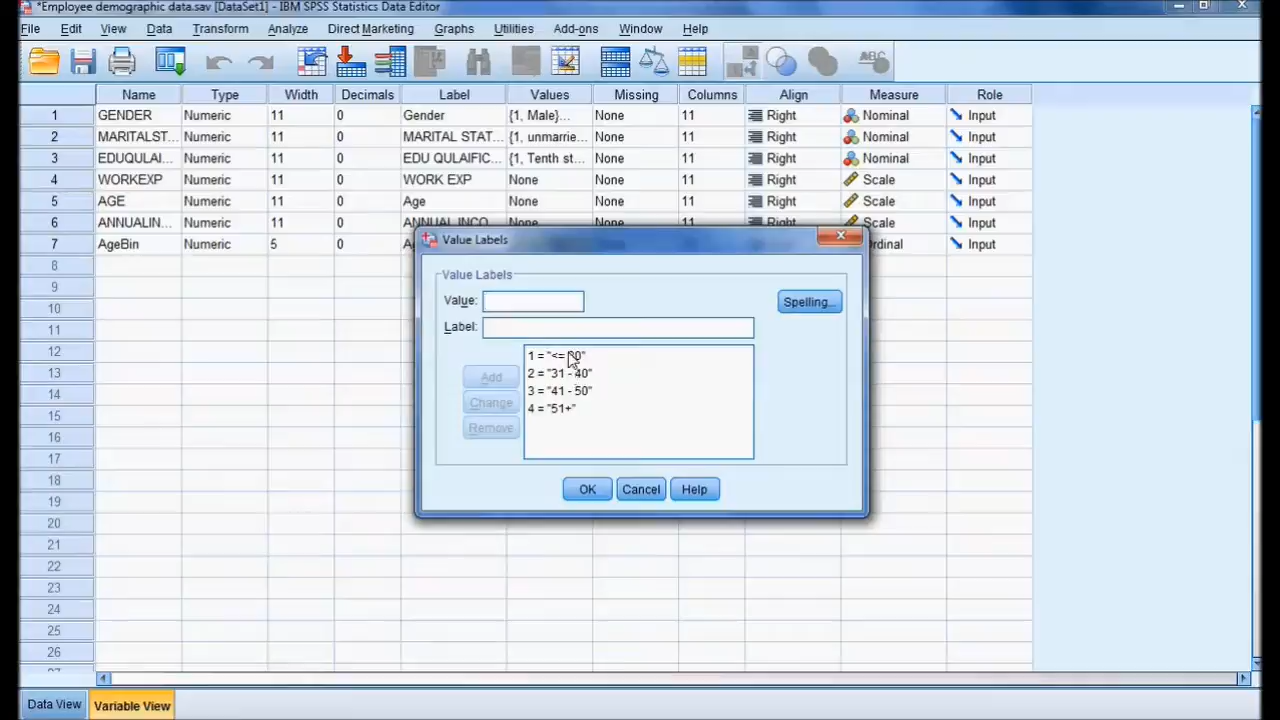 *Employee demographic data.sav [DataSet1] - IBM SPSS Statistics Data Editor
File Edit View Data Transform Analyze Direct Marketing Graphs Utilities Add-ons Window Help
Name Type Width Decimals Label Values Missing Columns Align Measure Role
1 GENDER Numeric 11 0 Gender {1, Male}... None 11 Right Nominal Input
2 MARITALST... Numeric 11 0 MARITAL STAT... {1, unmarrie... None 11 Right Nominal Input
3 EDUQULAI... Numeric 11 0 EDU QULAIFIC... {1, Tenth st... None 11 Right Nominal Input
4 WORKEXP Numeric 11 0 WORK EXP None None 11 Right Scale Input
5 AGE Numeric 11 0 Age None None 11 Right Scale Input
6 ANNUALIN... Numeric 11 0 ANNUAL INCO... None None 11 Right Scale Input
7 AgeBin Numeric 5 0 Input
8
9
10
11
12
13
14
15
16
17
18
19
20
21
22
23
24
25
26
Value Labels
Value Labels
Value:
Spelling...
Label:
1 = "<=
2 = "31 - 40"
3 = "41 - 50"
4 = "51+"
Add
Change
Remove
OK Cancel Help
Data View Variable View